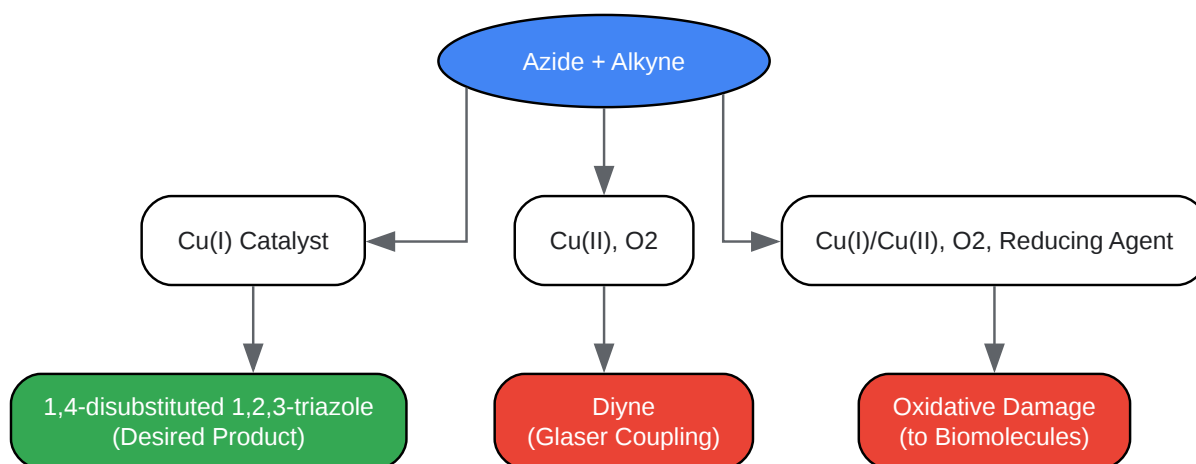 Azide + Alkyne
Cu(I) Catalyst
Cu(II), O2
Cu(I)/Cu(II), O2, Reducing Agent
1,4-disubstituted 1,2,3-triazole
(Desired Product)
Diyne
(Glaser Coupling)
Oxidative Damage
(to Biomolecules)